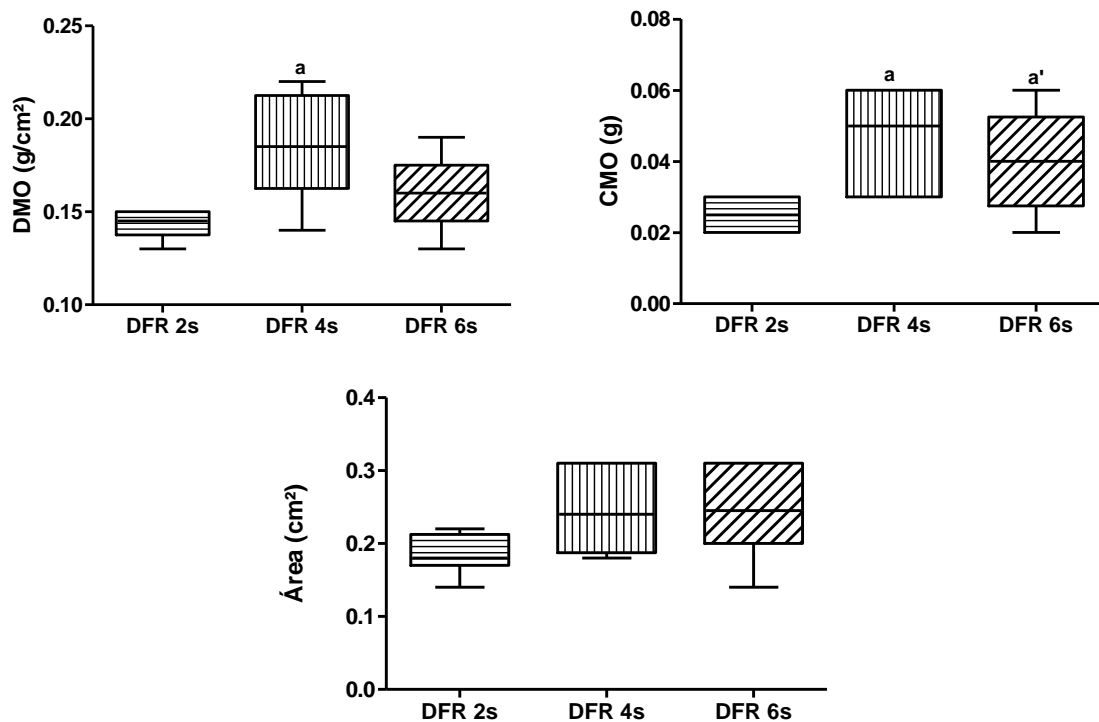 DMO (g/cm²)
0.25
0.20
0.15
0.10
a
DFR 2s DFR 4s DFR 6s
CMO (g)
0.08
0.06
0.04
0.02
0.00
a a'
DFR 2s DFR 4s DFR 6s
Área (cm²)
0.4
0.3
0.2
0.1
0.0
DFR 2s DFR 4s DFR 6s